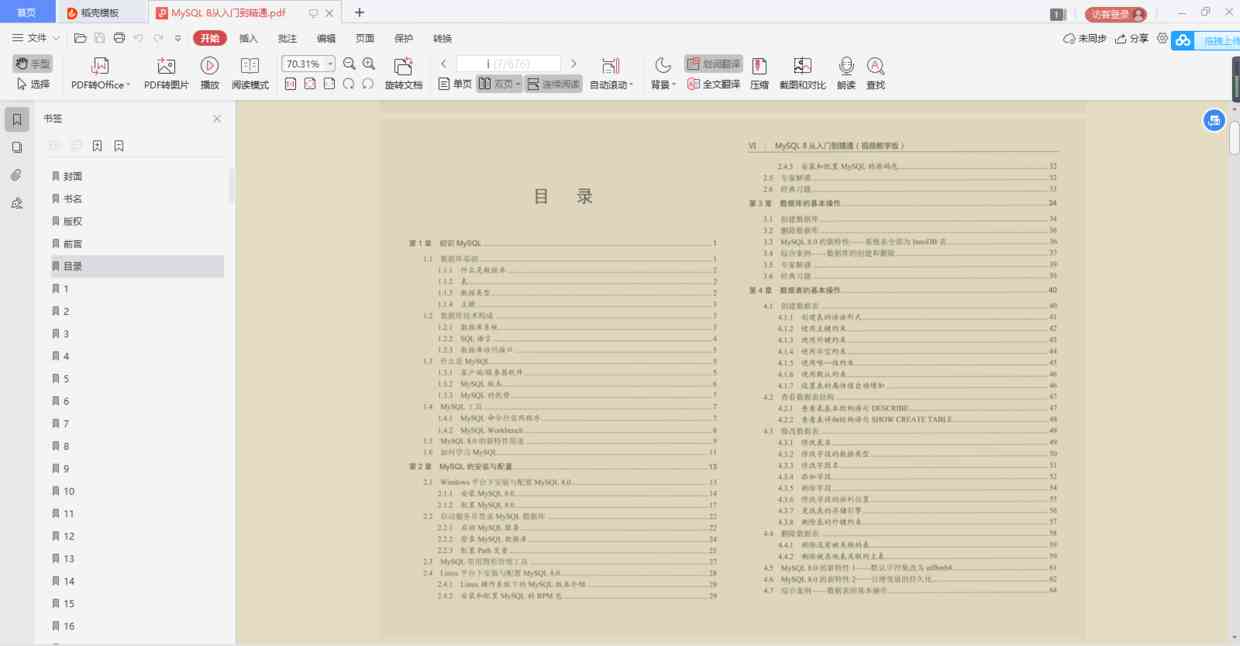 首页
稻壳模板
MySQL 8从入门到精通.pdf
1
访客登录
文件
开始
插入
批注
编辑
页面
保护
转换
未同步
分享
拖拽上传
手型
选择
PDF转Office
PDF转图片
播放
阅读模式
70.31%
旋转文档
i (7/676)
单页
双页
连续阅读
自动滚动
背景
划词翻译
全文翻译
压缩
截图和对比
朗读
查找
书签
封面
书名
版权
前言
目录
1
2
3
4
5
6
7
8
9
10
11
12
13
14
15
16
目 录
第 1 章 初识 MySQL 1
1.1 数据库基础 1
1.1.1 什么是数据库 2
1.1.2 表 2
1.1.3 数据类型 2
1.1.4 主键 3
1.2 数据库技术构成 3
1.2.1 数据库系统 3
1.2.2 SQL 语言 4
1.2.3 数据库访问接口 5
1.3 什么是 MySQL 5
1.3.1 客户端/服务器软件 5
1.3.2 MySQL 版本 6
1.3.3 MySQL 的优势 7
1.4 MySQL 工具 7
1.4.1 MySQL 命令行实用程序 7
1.4.2 MySQL Workbench 8
1.5 MySQL 8.0 的新特性简述 9
1.6 如何学习 MySQL 11
第 2 章 MySQL 的安装与配置 13
2.1 Windows 平台下安装与配置 MySQL 8.0 13
2.1.1 安装 MySQL 8.0 14
2.1.2 配置 MySQL 8.0 17
2.2 启动服务并登录 MySQL 数据库 22
2.2.1 启动 MySQL 服务 22
2.2.2 登录 MySQL 数据库 24
2.2.3 配置 Path 变量 25
2.3 MySQL 常用图形管理工具 27
2.4 Linux 平台下安装与配置 MySQL 8.0 28
2.4.1 Linux 操作系统下的 MySQL 版本介绍 29
2.4.2 安装和配置 MySQL 的 RPM 包 29
VI | MySQL 8 从入门到精通（视频教学版）
2.4.3 安装和配置 MySQL 的源码包 32
2.5 专家解惑 32
2.6 经典习题 33
第 3 章 数据库的基本操作 34
3.1 创建数据库 34
3.2 删除数据库 36
3.3 MySQL 8.0 的新特性——系统表全部为 InnoDB 表 36
3.4 综合案例——数据库的创建和删除 37
3.5 专家解惑 39
3.6 经典习题 39
第 4 章 数据表的基本操作 40
4.1 创建数据表 40
4.1.1 创建表的语法形式 41
4.1.2 使用主键约束 42
4.1.3 使用外键约束 43
4.1.4 使用非空约束 44
4.1.5 使用唯一性约束 45
4.1.6 使用默认约束 46
4.1.7 设置表的属性值自动增加 46
4.2 查看数据表结构 47
4.2.1 查看表基本结构语句 DESCRIBE 47
4.2.2 查看表详细结构语句 SHOW CREATE TABLE 48
4.3 修改数据表 49
4.3.1 修改表名 49
4.3.2 修改字段的数据类型 50
4.3.3 修改字段名 51
4.3.4 添加字段 52
4.3.5 删除字段 54
4.3.6 修改字段的排列位置 55
4.3.7 更改表的存储引擎 56
4.3.8 删除表的外键约束 57
4.4 删除数据表 58
4.4.1 删除没有被关联的表 59
4.4.2 删除被其他表关联的主表 59
4.5 MySQL 8.0 的新特性 1——默认字符集改为 utf8mb4 61
4.6 MySQL 8.0 的新特性 2——自增变量的持久化 62
4.7 综合案例——数据表的基本操作 64